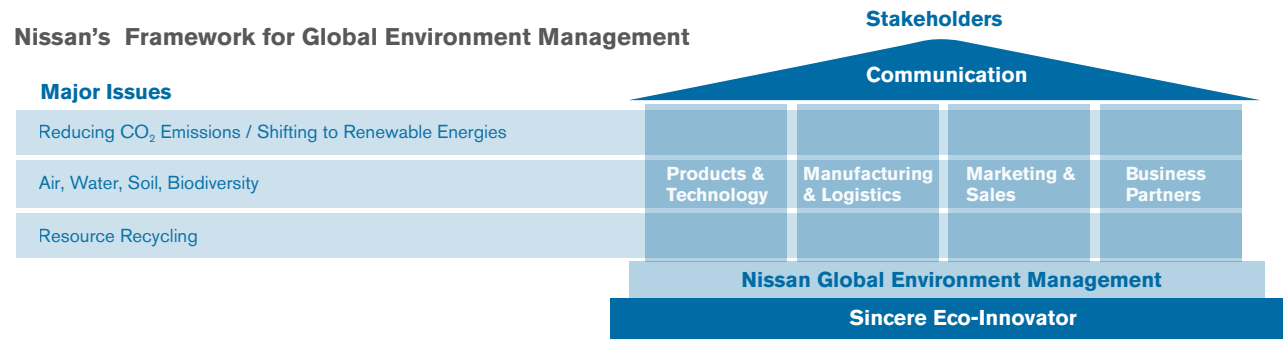 Stakeholders
Nissan's Framework for Global Environment Management
Communication
Major Issues
Reducing CO₂ Emissions / Shifting to Renewable Energies
Air, Water, Soil, Biodiversity
Resource Recycling
Products &
Technology
Manufacturing
& Logistics
Marketing &
Sales
Business
Partners
Nissan Global Environment Management
Sincere Eco-Innovator